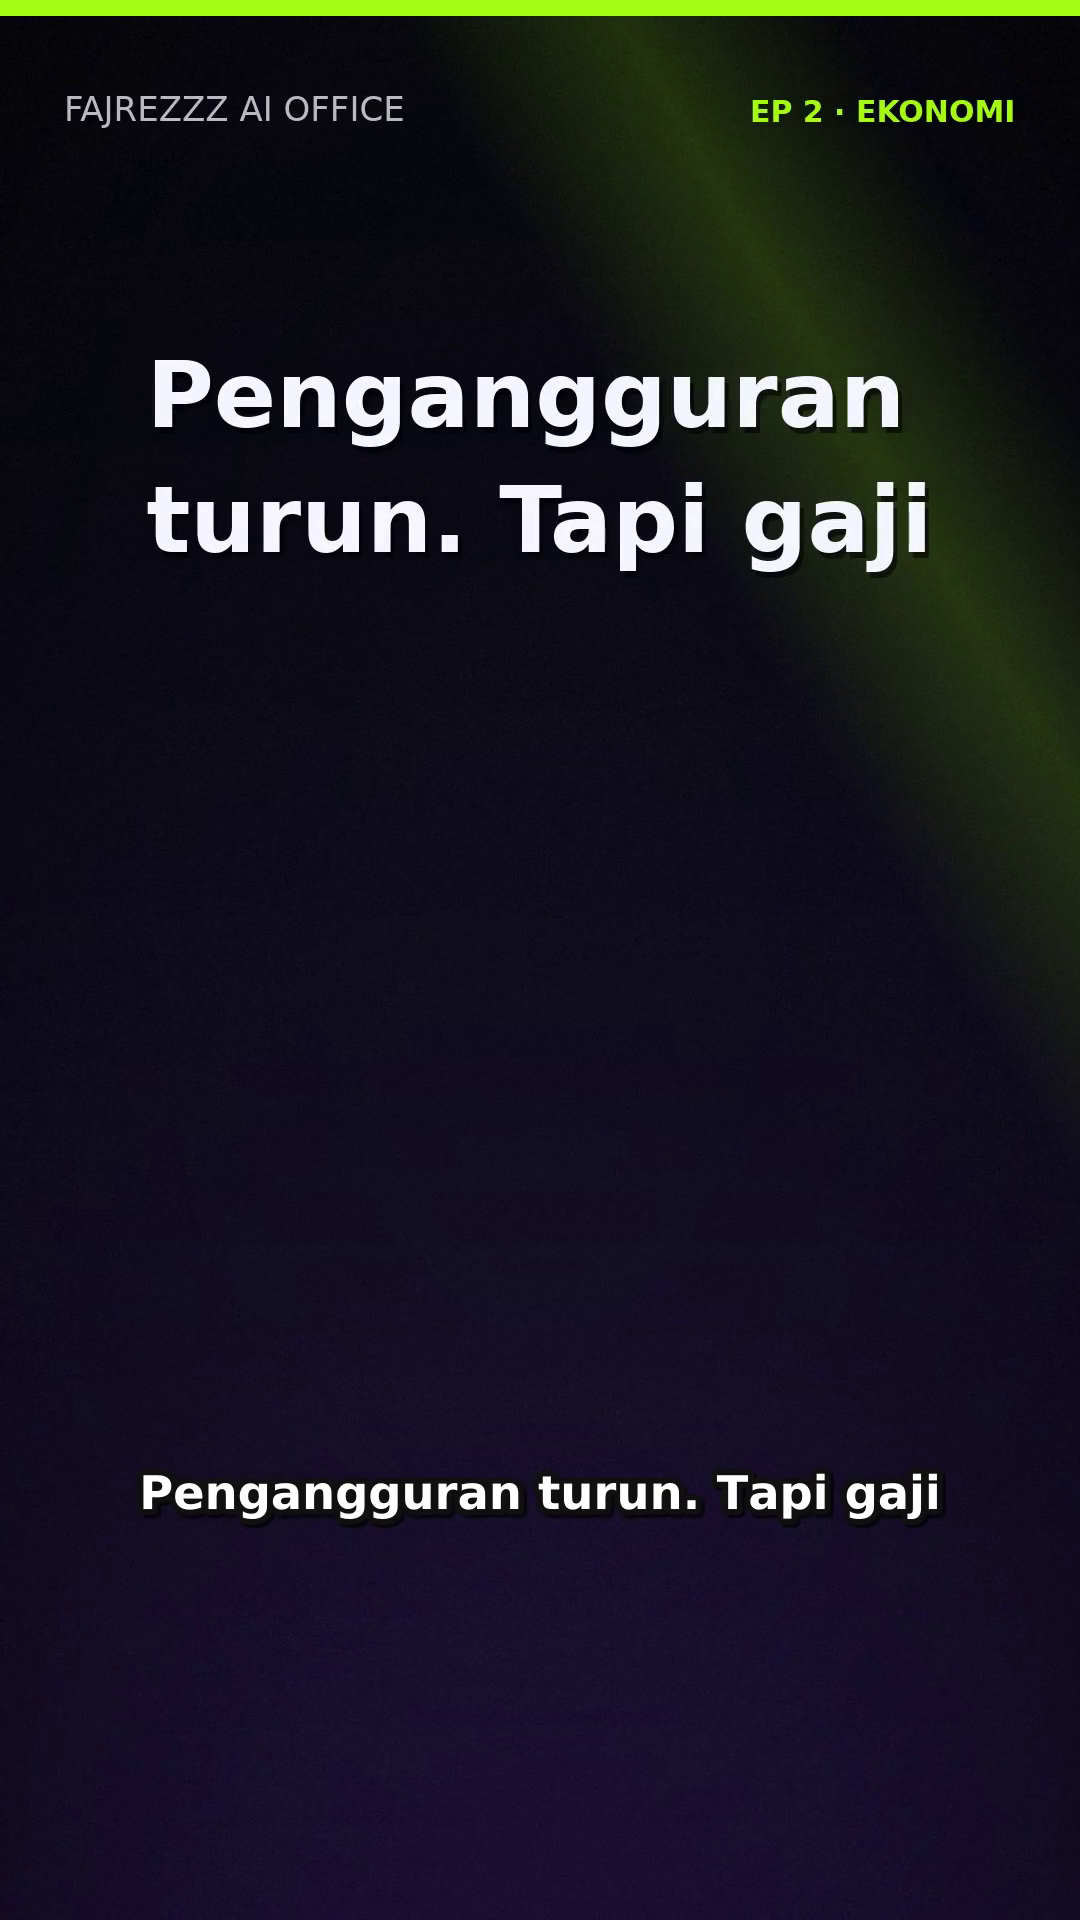 FAJREZZZ AI OFFICE
EP 2 · EKONOMI
Pengangguran
turun. Tapi gaji
Pengangguran turun. Tapi gaji